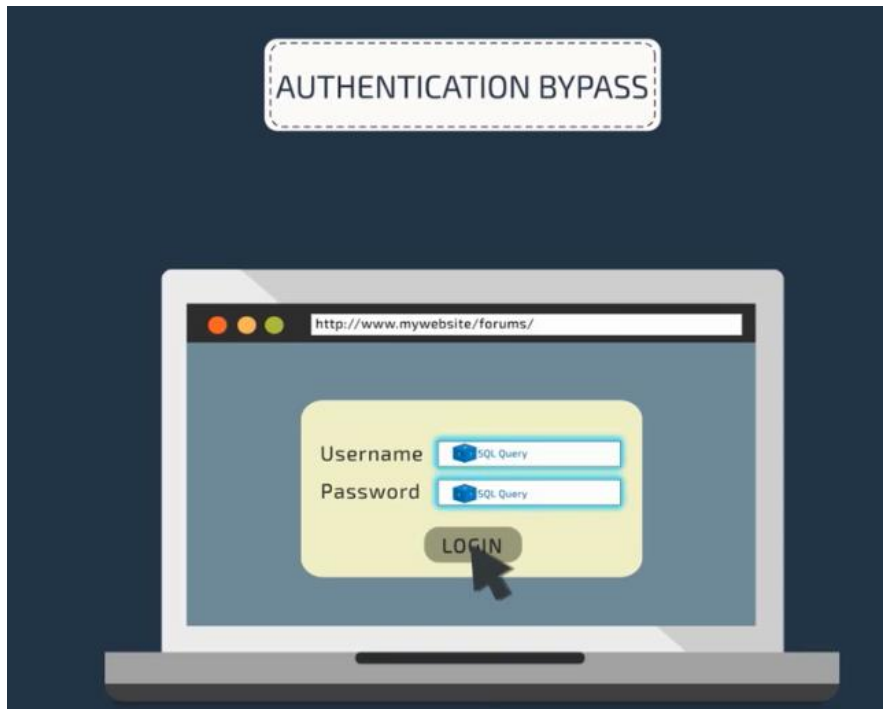 AUTHENTICATION BYPASS
http://www.mywebsite/forums/
Username SQL Query
Password SQL Query
LOGIN